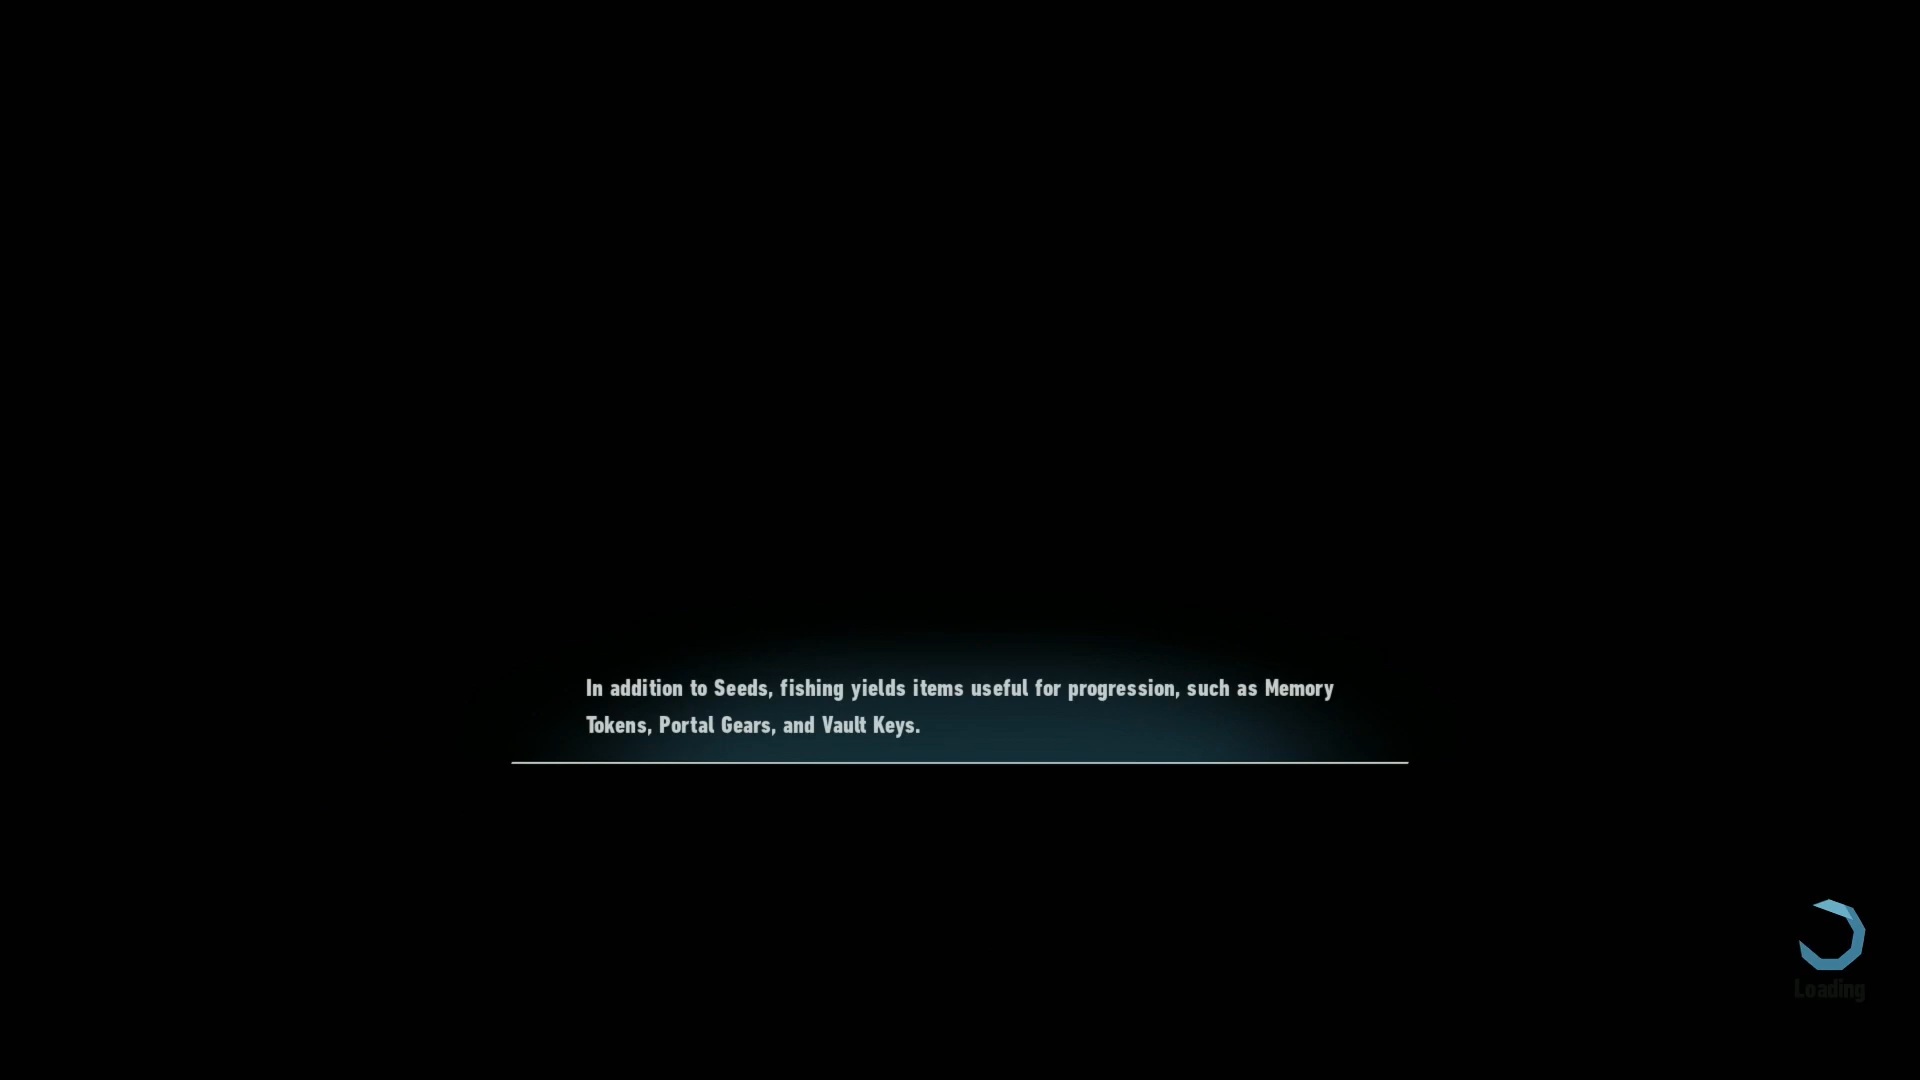 In addition to Seeds, fishing yields items useful for progression, such as Memory
Tokens, Portal Gears, and Vault Keys.
Loading